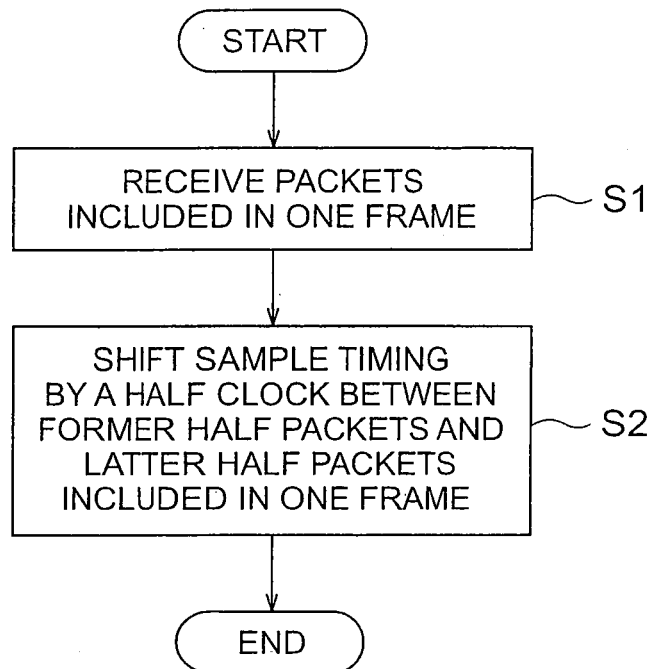 START
RECEIVE PACKETS
INCLUDED IN ONE FRAME
S1
SHIFT SAMPLE TIMING
BY A HALF CLOCK BETWEEN
FORMER HALF PACKETS AND
LATTER HALF PACKETS
INCLUDED IN ONE FRAME
S2
END